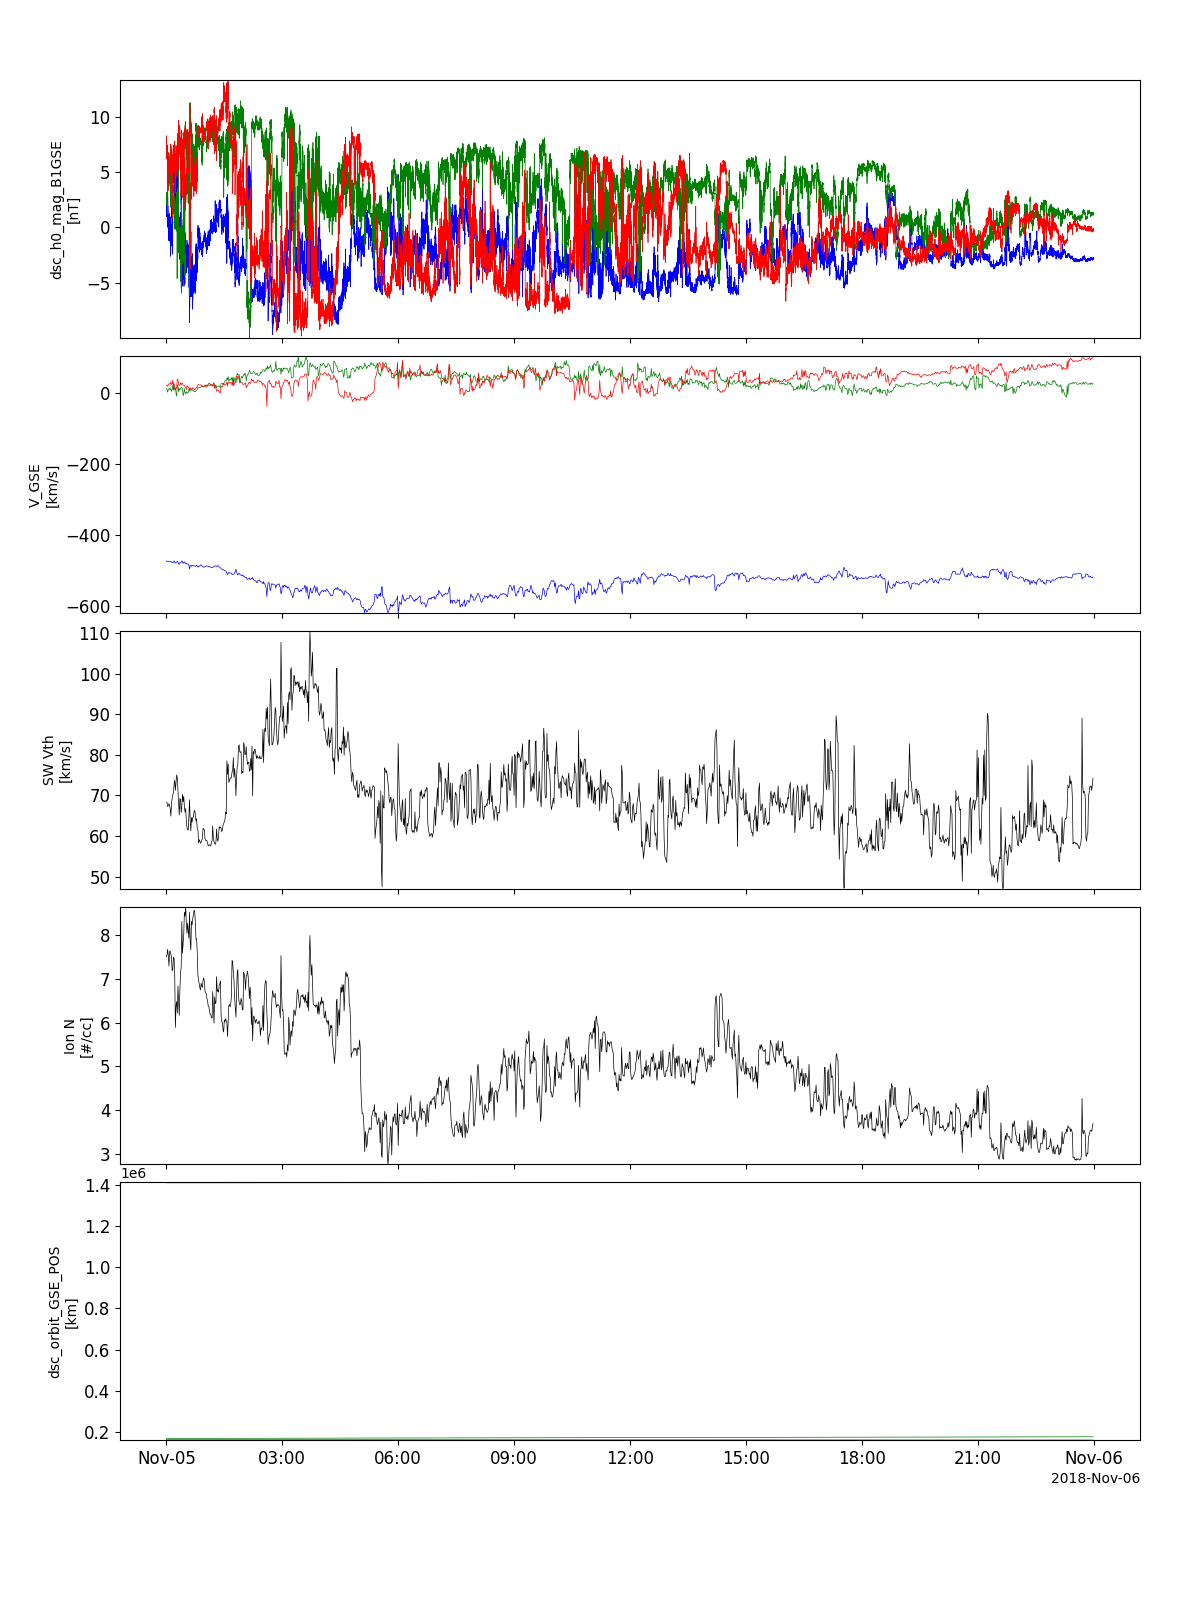 10
5
0
−5
dsc_h0_mag_B1GSE
[nT]
0
−200
−400
−600
V_GSE
[km/s]
110
100
90
80
70
60
50
SW Vth
[km/s]
8
7
6
5
4
3
Ion N
[#/cc]
1e6
1.4
1.2
1.0
0.8
0.6
0.4
0.2
dsc_orbit_GSE_POS
[km]
Nov-05 03:00 06:00 09:00 12:00 15:00 18:00 21:00 Nov-06
2018-Nov-06